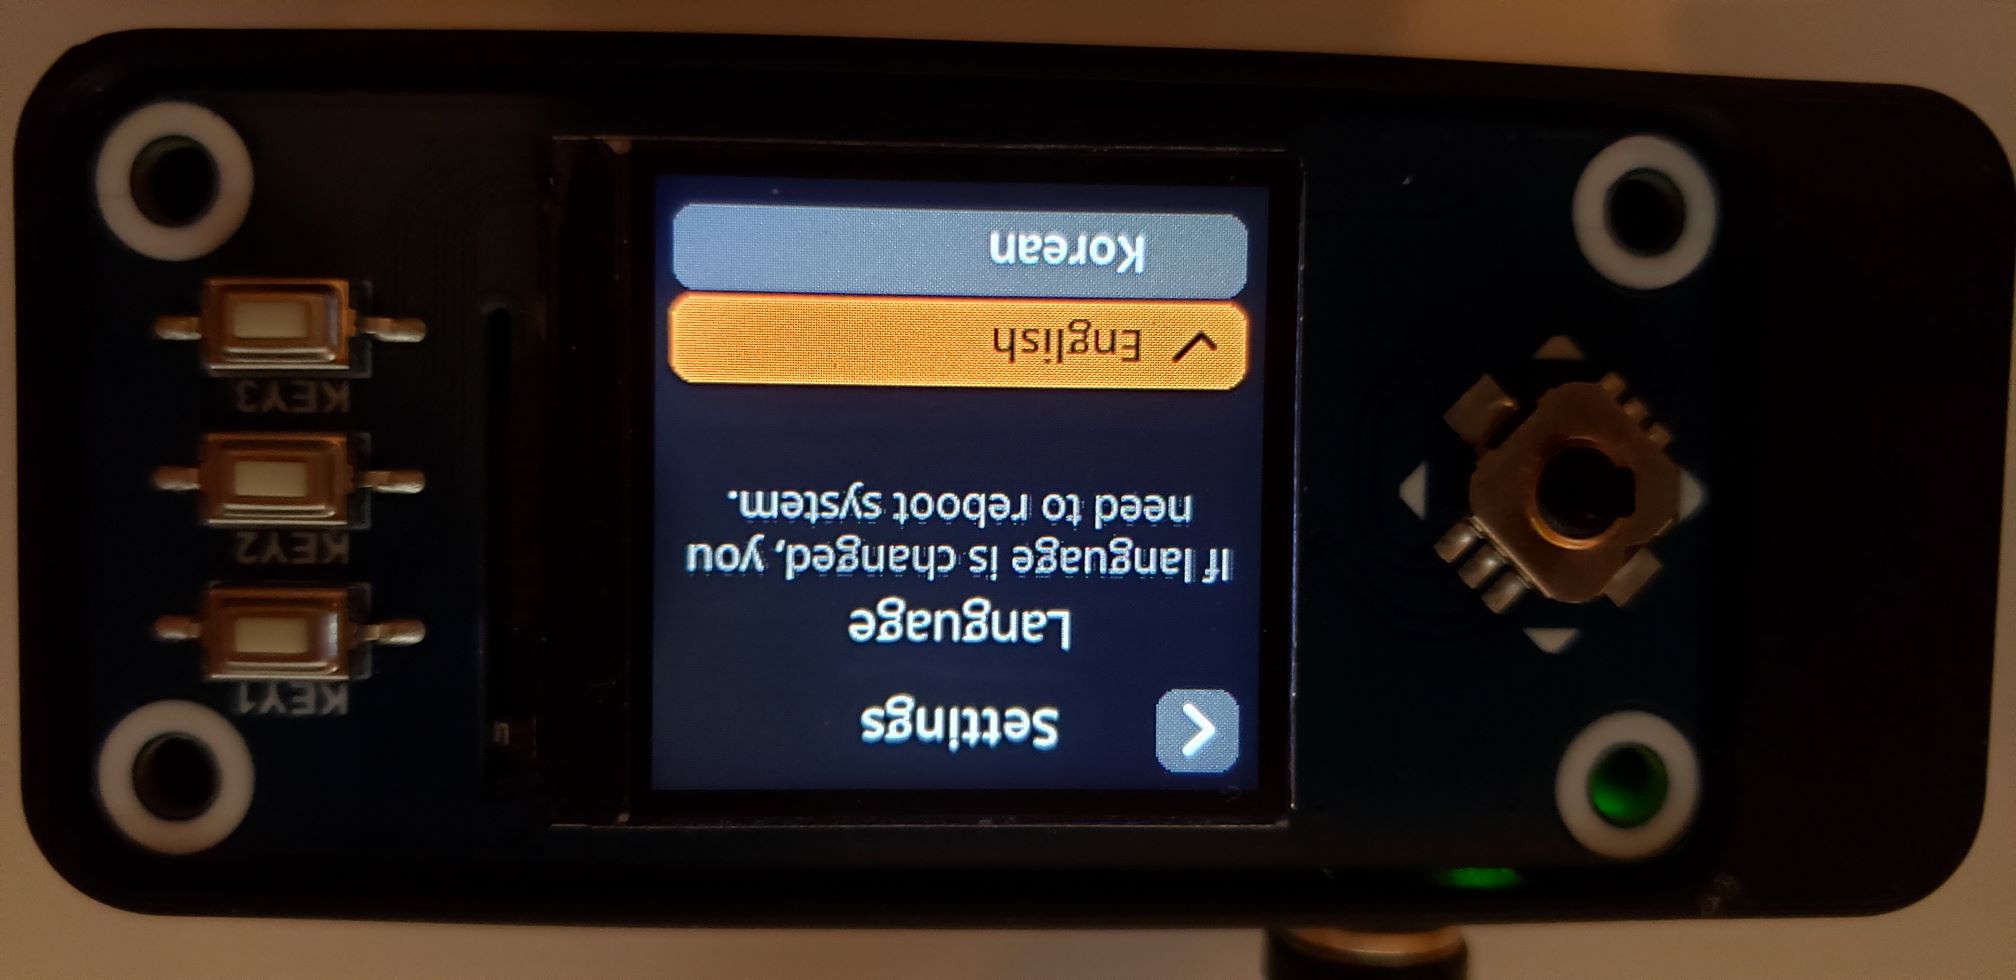 Settings
Language
If language is changed, you
need to reboot system.
English
Korean
KEY1
KEY2
KEY3